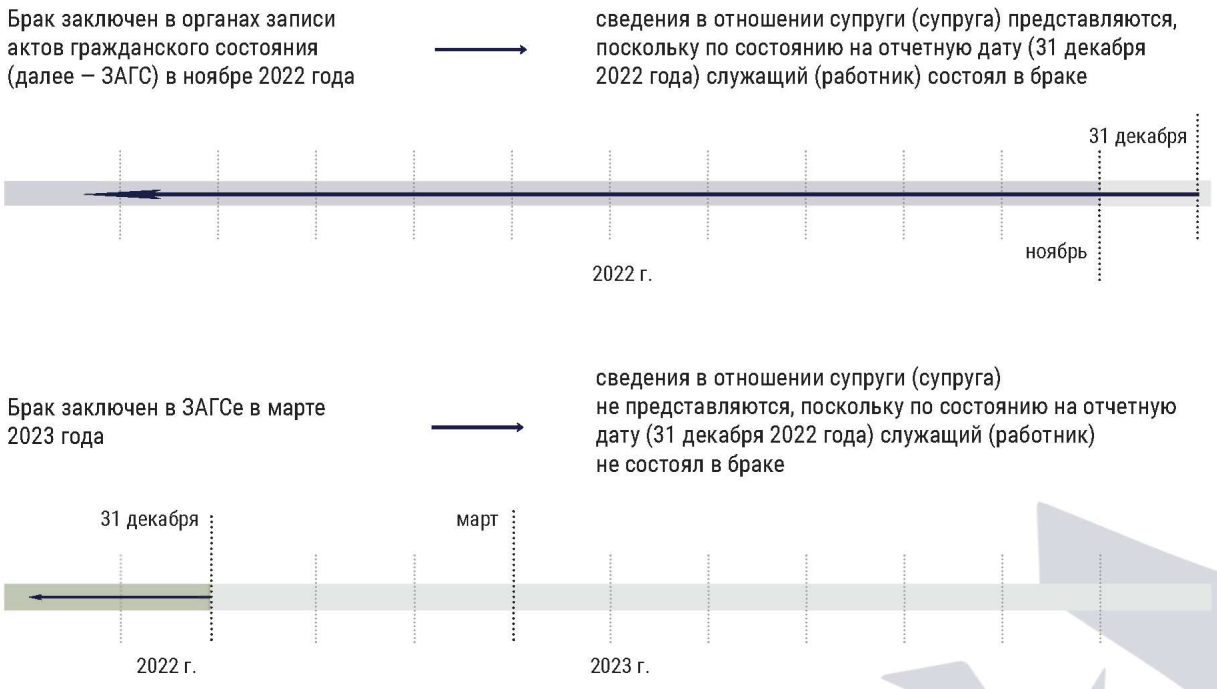 Брак заключен в органах записи
актов гражданского состояния
(далее — ЗАГС) в ноябре 2022 года
сведения в отношении супруги (супруга) представляются,
поскольку по состоянию на отчетную дату (31 декабря
2022 года) служащий (работник) состоял в браке
31 декабря
ноябрь
2022 г.
Брак заключен в ЗАГСе в марте
2023 года
сведения в отношении супруги (супруга)
не представляются, поскольку по состоянию на отчетную
дату (31 декабря 2022 года) служащий (работник)
не состоял в браке
31 декабря
март
2022 г.
2023 г.